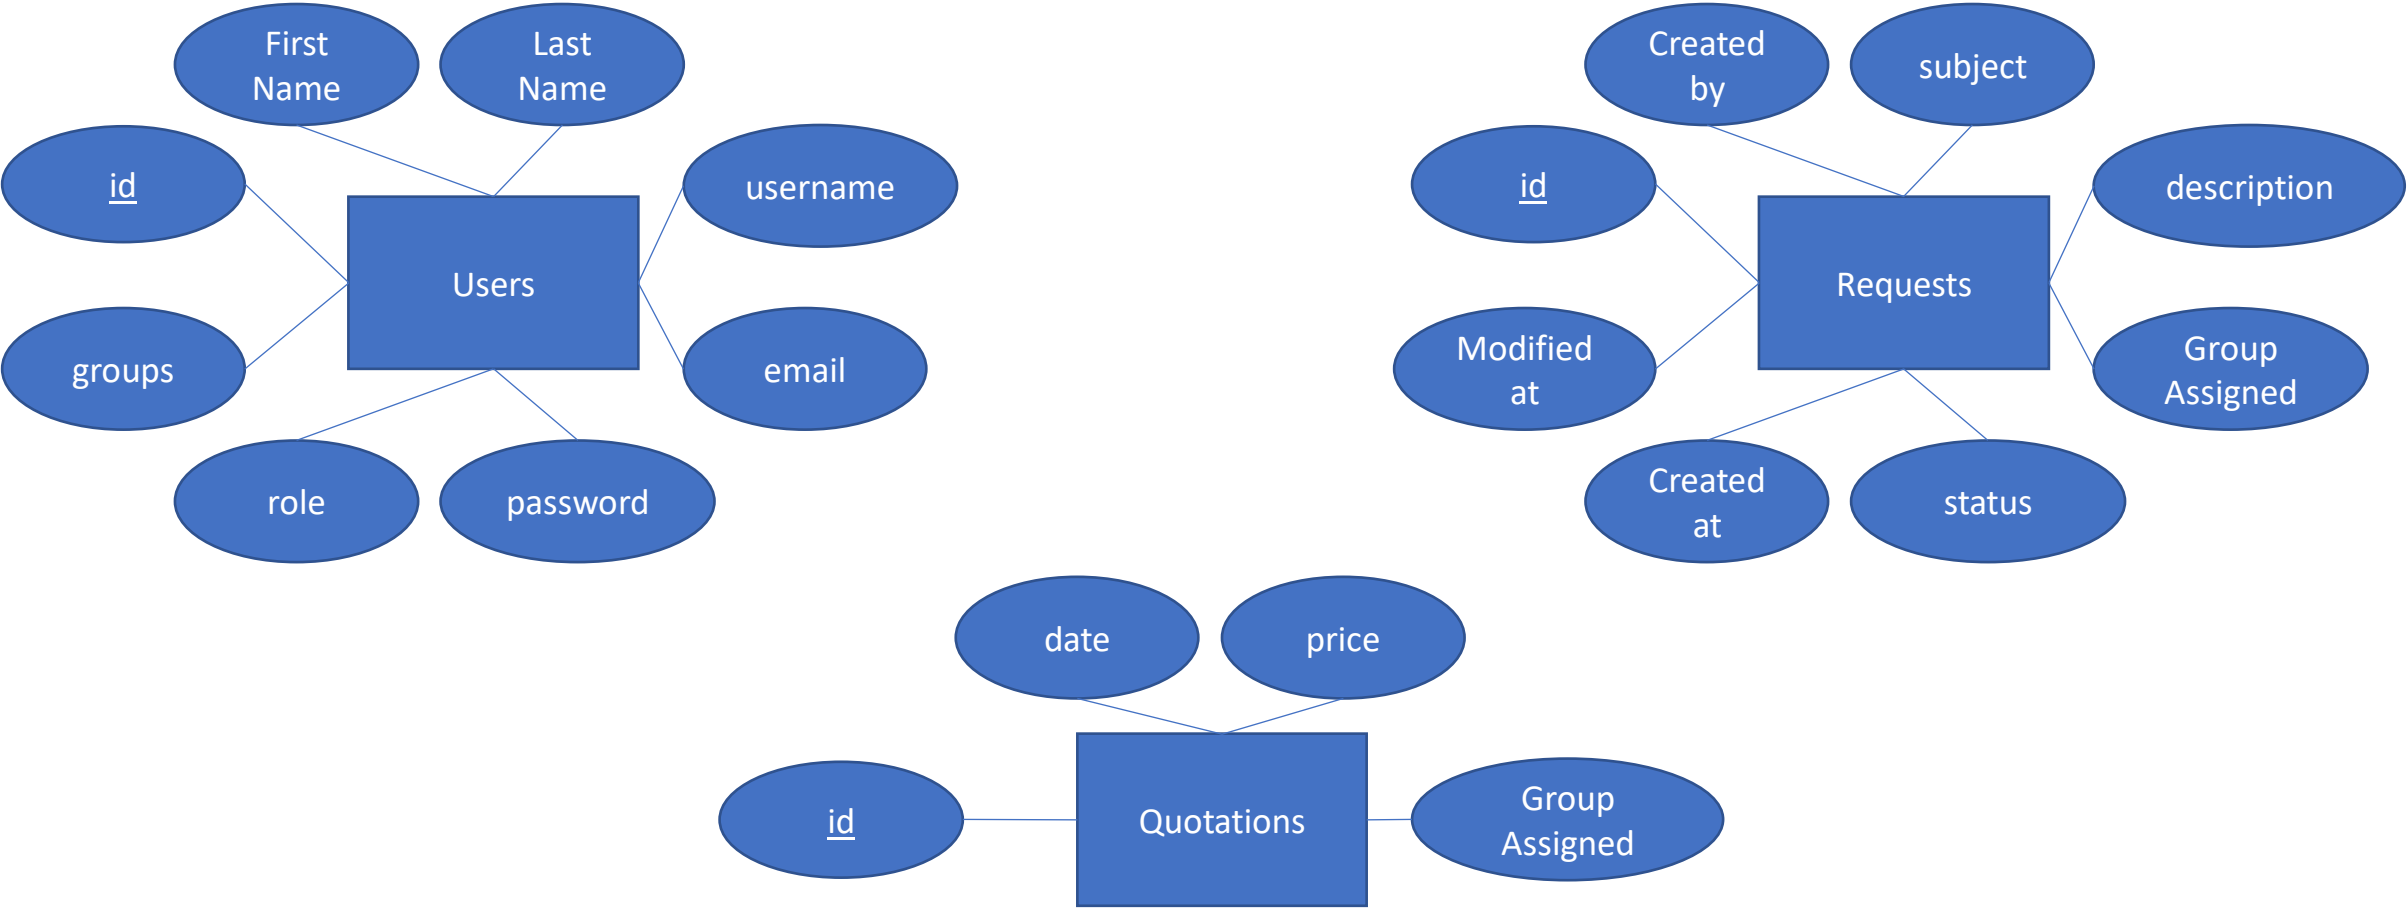 First
Name
Last
Name
id
username
Users
groups
email
role
password
Created
by
subject
id
description
Requests
Modified
at
Group
Assigned
Created
at
status
date
price
id
Quotations
Group
Assigned